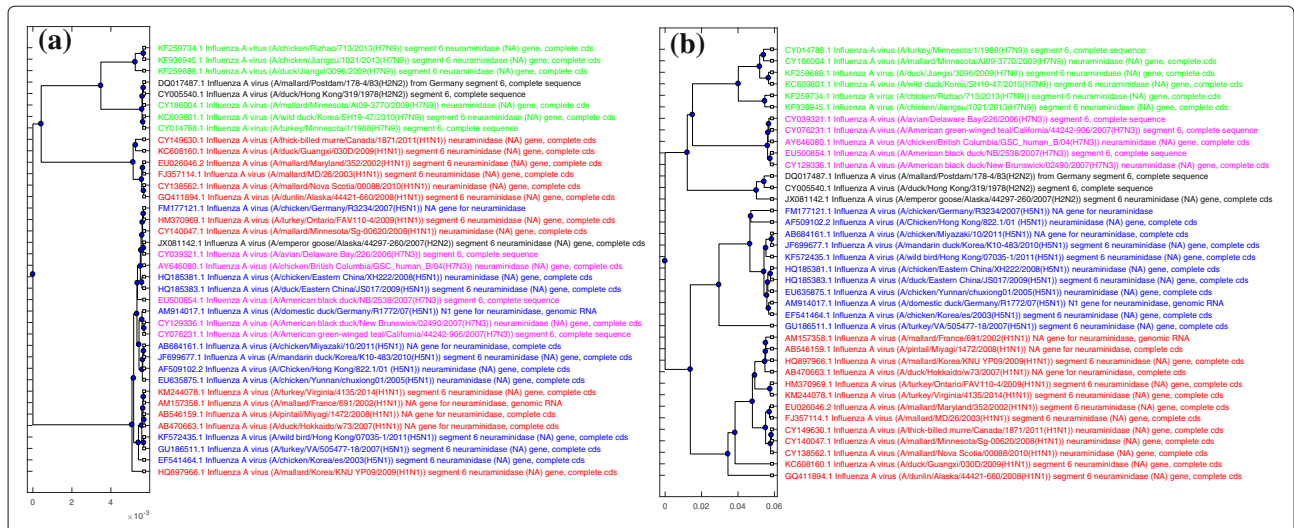 (a)
KF259734.1 Influenza A virus (A/chicken/Rizhao/713/2013(H7N9)) segment 6 neuraminidase (NA) gene, complete cds
KF938945.1 Influenza A virus (A/chicken/Jiangsu/1021/2013(H7N9)) segment 6 neuraminidase (NA) gene, complete cds
KF259688.1 Influenza A virus (A/duck/Jiangxi/3096/2009(H7N9)) segment 6 neuraminidase (NA) gene, complete cds
DQ017487.1 Influenza A virus (A/mallard/Postdam/178-4/83(H2N2)) from Germany segment 6, complete sequence
CY005540.1 Influenza A virus (A/duck/Hong Kong/319/1978(H2N2)) segment 6, complete sequence
CY186004.1 Influenza A virus (A/mallard/Minnesota/AI09-3770/2009(H7N9)) neuraminidase (NA) gene, complete cds
KC609801.1 Influenza A virus (A/wild duck/Korea/SH19-47/2010(H7N9)) segment 6 neuraminidase (NA) gene, complete cds
CY014788.1 Influenza A virus (A/turkey/Minnesota/1/1988(H7N9)) segment 6, complete sequence
CY149630.1 Influenza A virus (A/thick-billed murre/Canada/1871/2011(H1N1)) neuraminidase (NA) gene, complete cds
KC608160.1 Influenza A virus (A/duck/Guangxi/030D/2009(H1N1)) segment 6 neuraminidase (NA) gene, complete cds
EU026046.2 Influenza A virus (A/mallard/Maryland/352/2002(H1N1)) segment 6 neuraminidase (NA) gene, complete cds
FJ357114.1 Influenza A virus (A/mallard/MD/26/2003(H1N1)) segment 6 neuraminidase (NA) gene, complete cds
CY138562.1 Influenza A virus (A/mallard/Nova Scotia/00088/2010(H1N1)) neuraminidase (NA) gene, complete cds
GQ411894.1 Influenza A virus (A/dunlin/Alaska/44421-660/2008(H1N1)) segment 6 neuraminidase (NA) gene, complete cds
FM177121.1 Influenza A virus (A/chicken/Germany/R3234/2007(H5N1)) NA gene for neuraminidase
HM370969.1 Influenza A virus (A/turkey/Ontario/FAV110-4/2009(H1N1)) segment 6 neuraminidase (NA) gene, complete cds
CY140047.1 Influenza A virus (A/mallard/Minnesota/Sg-00620/2008(H1N1)) neuraminidase (NA) gene, complete cds
JX081142.1 Influenza A virus (A/emperor goose/Alaska/44297-260/2007(H2N2)) segment 6 neuraminidase (NA) gene, complete cds
CY039321.1 Influenza A virus (A/avian/Delaware Bay/226/2006(H7N3)) segment 6, complete sequence
AY646080.1 Influenza A virus (A/chicken/British Columbia/GSC_human_B/04(H7N3)) neuraminidase (NA) gene, complete cds
HQ185381.1 Influenza A virus (A/chicken/Eastern China/XH222/2008(H5N1)) segment 6 neuraminidase (NA) gene, complete cds
HQ185383.1 Influenza A virus (A/duck/Eastern China/JS017/2009(H5N1)) segment 6 neuraminidase (NA) gene, complete cds
EU500854.1 Influenza A virus (A/American black duck/NB/2538/2007(H7N3)) segment 6, complete sequence
AM914017.1 Influenza A virus (A/domestic duck/Germany/R1772/07(H5N1)) N1 gene for neuraminidase, genomic RNA
CY129336.1 Influenza A virus (A/American black duck/New Brunswick/02490/2007(H7N3)) neuraminidase (NA) gene, complete cds
CY076231.1 Influenza A virus (A/American green-winged teal/California/44242-906/2007(H7N3)) segment 6, complete sequence
AB684161.1 Influenza A virus (A/chicken/Miyazaki/10/2011(H5N1)) NA gene for neuraminidase, complete cds
JF699677.1 Influenza A virus (A/mandarin duck/Korea/K10-483/2010(H5N1)) segment 6 neuraminidase (NA) gene, complete cds
AF509102.2 Influenza A virus (A/Chicken/Hong Kong/822.1/01 (H5N1)) neuraminidase (NA) gene, complete cds
EU635875.1 Influenza A virus (A/chicken/Yunnan/chuxiong01/2005(H5N1)) neuraminidase (NA) gene, complete cds
KM244078.1 Influenza A virus (A/turkey/Virginia/4135/2014(H1N1)) segment 6 neuraminidase (NA) gene, complete cds
AM157358.1 Influenza A virus (A/mallard/France/691/2002(H1N1)) NA gene for neuraminidase, genomic RNA
AB546159.1 Influenza A virus (A/pintail/Miyagi/1472/2008(H1N1)) NA gene for neuraminidase, complete cds
AB470663.1 Influenza A virus (A/duck/Hokkaido/w73/2007(H1N1)) NA gene for neuraminidase, complete cds
KF572435.1 Influenza A virus (A/wild bird/Hong Kong/07035-1/2011(H5N1)) segment 6 neuraminidase (NA) gene, complete cds
GU186511.1 Influenza A virus (A/turkey/VA/505477-18/2007(H5N1)) segment 6 neuraminidase (NA) gene, complete cds
EF541464.1 Influenza A virus (A/chicken/Korea/es/2003(H5N1)) segment 6 neuraminidase (NA) gene, complete cds
HQ897966.1 Influenza A virus (A/mallard/Korea/KNU YP09/2009(H1N1)) segment 6 neuraminidase (NA) gene, complete cds
0 2 4 6
×10⁻³
(b)
CY014788.1 Influenza A virus (A/turkey/Minnesota/1/1988(H7N9)) segment 6, complete sequence
CY186004.1 Influenza A virus (A/mallard/Minnesota/AI09-3770/2009(H7N9)) neuraminidase (NA) gene, complete cds
KF259688.1 Influenza A virus (A/duck/Jiangxi/3096/2009(H7N9)) segment 6 neuraminidase (NA) gene, complete cds
KC609801.1 Influenza A virus (A/wild duck/Korea/SH19-47/2010(H7N9)) segment 6 neuraminidase (NA) gene, complete cds
KF259734.1 Influenza A virus (A/chicken/Rizhao/713/2013(H7N9)) segment 6 neuraminidase (NA) gene, complete cds
KF938945.1 Influenza A virus (A/chicken/Jiangsu/1021/2013(H7N9)) segment 6 neuraminidase (NA) gene, complete cds
CY039321.1 Influenza A virus (A/avian/Delaware Bay/226/2006(H7N3)) segment 6, complete sequence
CY076231.1 Influenza A virus (A/American green-winged teal/California/44242-906/2007(H7N3)) segment 6, complete sequence
AY646080.1 Influenza A virus (A/chicken/British Columbia/GSC_human_B/04(H7N3)) neuraminidase (NA) gene, complete cds
EU500854.1 Influenza A virus (A/American black duck/NB/2538/2007(H7N3)) segment 6, complete sequence
CY129336.1 Influenza A virus (A/American black duck/New Brunswick/02490/2007(H7N3)) neuraminidase (NA) gene, complete cds
DQ017487.1 Influenza A virus (A/mallard/Postdam/178-4/83(H2N2)) from Germany segment 6, complete sequence
CY005540.1 Influenza A virus (A/duck/Hong Kong/319/1978(H2N2)) segment 6, complete sequence
JX081142.1 Influenza A virus (A/emperor goose/Alaska/44297-260/2007(H2N2)) segment 6 neuraminidase (NA) gene, complete cds
FM177121.1 Influenza A virus (A/chicken/Germany/R3234/2007(H5N1)) NA gene for neuraminidase
AF509102.2 Influenza A virus (A/Chicken/Hong Kong/822.1/01 (H5N1)) neuraminidase (NA) gene, complete cds
AB684161.1 Influenza A virus (A/chicken/Miyazaki/10/2011(H5N1)) NA gene for neuraminidase, complete cds
JF699677.1 Influenza A virus (A/mandarin duck/Korea/K10-483/2010(H5N1)) segment 6 neuraminidase (NA) gene, complete cds
KF572435.1 Influenza A virus (A/wild bird/Hong Kong/07035-1/2011(H5N1)) segment 6 neuraminidase (NA) gene, complete cds
HQ185381.1 Influenza A virus (A/chicken/Eastern China/XH222/2008(H5N1)) segment 6 neuraminidase (NA) gene, complete cds
HQ185383.1 Influenza A virus (A/duck/Eastern China/JS017/2009(H5N1)) segment 6 neuraminidase (NA) gene, complete cds
EU635875.1 Influenza A virus (A/chicken/Yunnan/chuxiong01/2005(H5N1)) neuraminidase (NA) gene, complete cds
AM914017.1 Influenza A virus (A/domestic duck/Germany/R1772/07(H5N1)) N1 gene for neuraminidase, genomic RNA
EF541464.1 Influenza A virus (A/chicken/Korea/es/2003(H5N1)) segment 6 neuraminidase (NA) gene, complete cds
GU186511.1 Influenza A virus (A/turkey/VA/505477-18/2007(H5N1)) segment 6 neuraminidase (NA) gene, complete cds
AM157358.1 Influenza A virus (A/mallard/France/691/2002(H1N1)) NA gene for neuraminidase, genomic RNA
AB546159.1 Influenza A virus (A/pintail/Miyagi/1472/2008(H1N1)) NA gene for neuraminidase, complete cds
HQ897966.1 Influenza A virus (A/mallard/Korea/KNU YP09/2009(H1N1)) segment 6 neuraminidase (NA) gene, complete cds
AB470663.1 Influenza A virus (A/duck/Hokkaido/w73/2007(H1N1)) NA gene for neuraminidase, complete cds
HM370969.1 Influenza A virus (A/turkey/Ontario/FAV110-4/2009(H1N1)) segment 6 neuraminidase (NA) gene, complete cds
KM244078.1 Influenza A virus (A/turkey/Virginia/4135/2014(H1N1)) segment 6 neuraminidase (NA) gene, complete cds
EU026046.2 Influenza A virus (A/mallard/Maryland/352/2002(H1N1)) segment 6 neuraminidase (NA) gene, complete cds
FJ357114.1 Influenza A virus (A/mallard/MD/26/2003(H1N1)) segment 6 neuraminidase (NA) gene, complete cds
CY149630.1 Influenza A virus (A/thick-billed murre/Canada/1871/2011(H1N1)) neuraminidase (NA) gene, complete cds
CY140047.1 Influenza A virus (A/mallard/Minnesota/Sg-00620/2008(H1N1)) neuraminidase (NA) gene, complete cds
CY138562.1 Influenza A virus (A/mallard/Nova Scotia/00088/2010(H1N1)) neuraminidase (NA) gene, complete cds
KC608160.1 Influenza A virus (A/duck/Guangxi/030D/2009(H1N1)) segment 6 neuraminidase (NA) gene, complete cds
GQ411894.1 Influenza A virus (A/dunlin/Alaska/44421-660/2008(H1N1)) segment 6 neuraminidase (NA) gene, complete cds
0 0.02 0.04 0.06